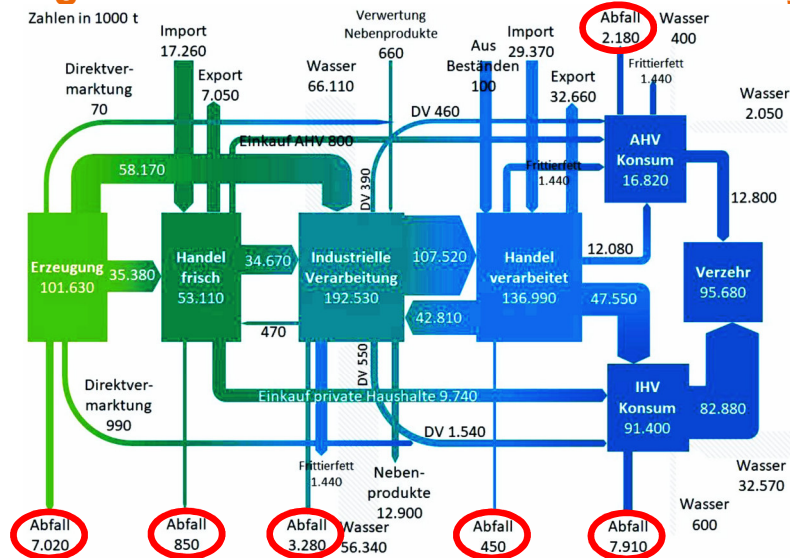 Zahlen in 1000 t
Import
17.260
Export
7.050
Wasser
66.110
Verwertung
Nebenprodukte
660
Aus
Beständen
100
Import
29.370
Export
32.660
Abfall
2.180
Wasser
400
Frittierfett
1.440
Wasser
2.050
Direktver-
marktung
70
DV 460
Einkauf AHV 800
AHV
Konsum
16.820
58.170
DV 390
Frittierfett
1.440
12.800
Erzeugung
101.630
35.380
Handel
frisch
53.110
34.670
Industrielle
Verarbeitung
192.530
107.520
Handel
verarbeitet
136.990
12.080
Verzehr
95.680
47.550
42.810
470
DV 550
Direktver-
marktung
990
Einkauf private Haushalte 9.740
IHV
Konsum
91.400
82.880
DV 1.540
Frittierfett
1.440
Neben-
produkte
12.900
Wasser
32.570
Abfall
7.020
Abfall
850
Abfall
3.280
Wasser
56.340
Abfall
450
Abfall
7.910
Wasser
600